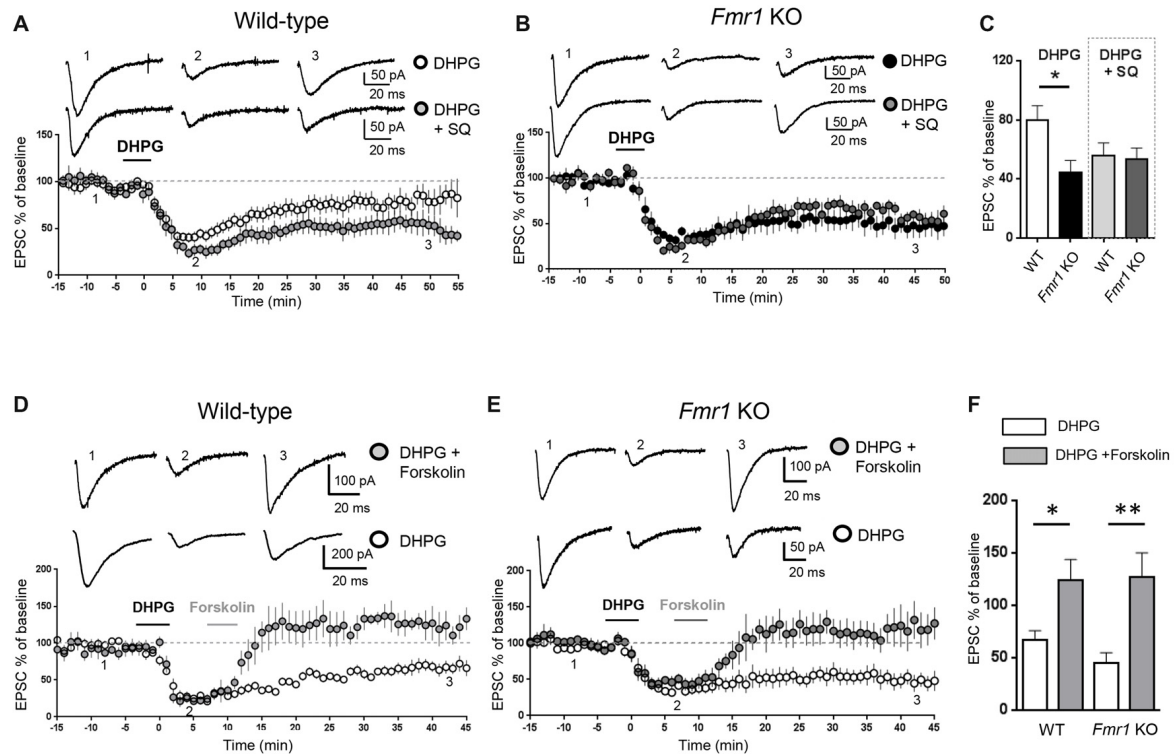 A
Wild-type
1
2
3
DHPG
50 pA
20 ms
DHPG
+ SQ
50 pA
20 ms
DHPG
EPSC % of baseline
150
100
50
0
1
2
3
-15 -10 -5 0 5 10 15 20 25 30 35 40 45 50 55
Time (min)
B
Fmr1 KO
1
2
3
DHPG
50 pA
20 ms
DHPG
+ SQ
50 pA
20 ms
DHPG
EPSC % of baseline
150
100
50
0
1
2
3
-15 -10 -5 0 5 10 15 20 25 30 35 40 45 50
Time (min)
C
DHPG
DHPG
+ SQ
*
EPSC % of baseline
120
80
40
0
WT
Fmr1 KO
WT
Fmr1 KO
D
Wild-type
1
2
3
DHPG +
Forskolin
100 pA
20 ms
DHPG
200 pA
20 ms
DHPG
Forskolin
EPSC % of baseline
200
150
100
50
0
1
2
3
-15 -10 -5 0 5 10 15 20 25 30 35 40 45
Time (min)
E
Fmr1 KO
1
2
3
DHPG +
Forskolin
100 pA
20 ms
DHPG
50 pA
20 ms
DHPG
Forskolin
EPSC % of baseline
200
150
100
50
0
1
2
3
-15 -10 -5 0 5 10 15 20 25 30 35 40 45
Time (min)
F
DHPG
DHPG +Forskolin
*
**
EPSC % of baseline
200
150
100
50
0
WT
Fmr1 KO